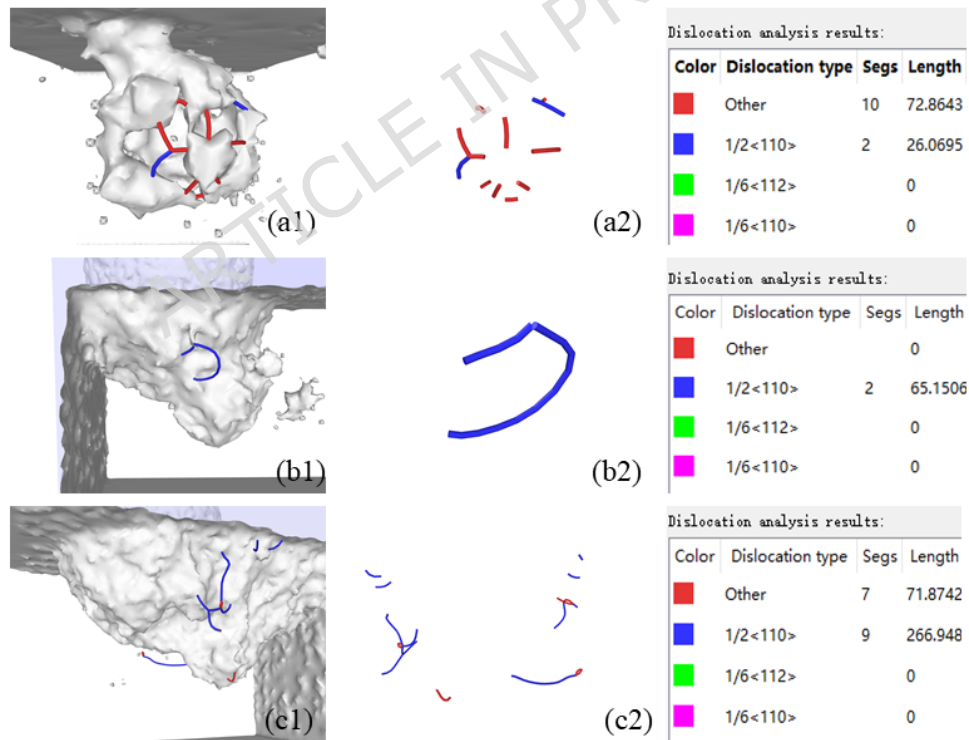 ARTICLE IN PR
Dislocation analysis results:
Color Dislocation type Segs Length
Other 10 72.8643
1/2<110> 2 26.0695
1/6<112> 0
1/6<110> 0
(a1)
(a2)
Dislocation analysis results:
Color Dislocation type Segs Length
Other 0
1/2<110> 2 65.1506
1/6<112> 0
1/6<110> 0
(b1)
(b2)
Dislocation analysis results:
Color Dislocation type Segs Length
Other 7 71.8742
1/2<110> 9 266.948
1/6<112> 0
1/6<110> 0
(c1)
(c2)